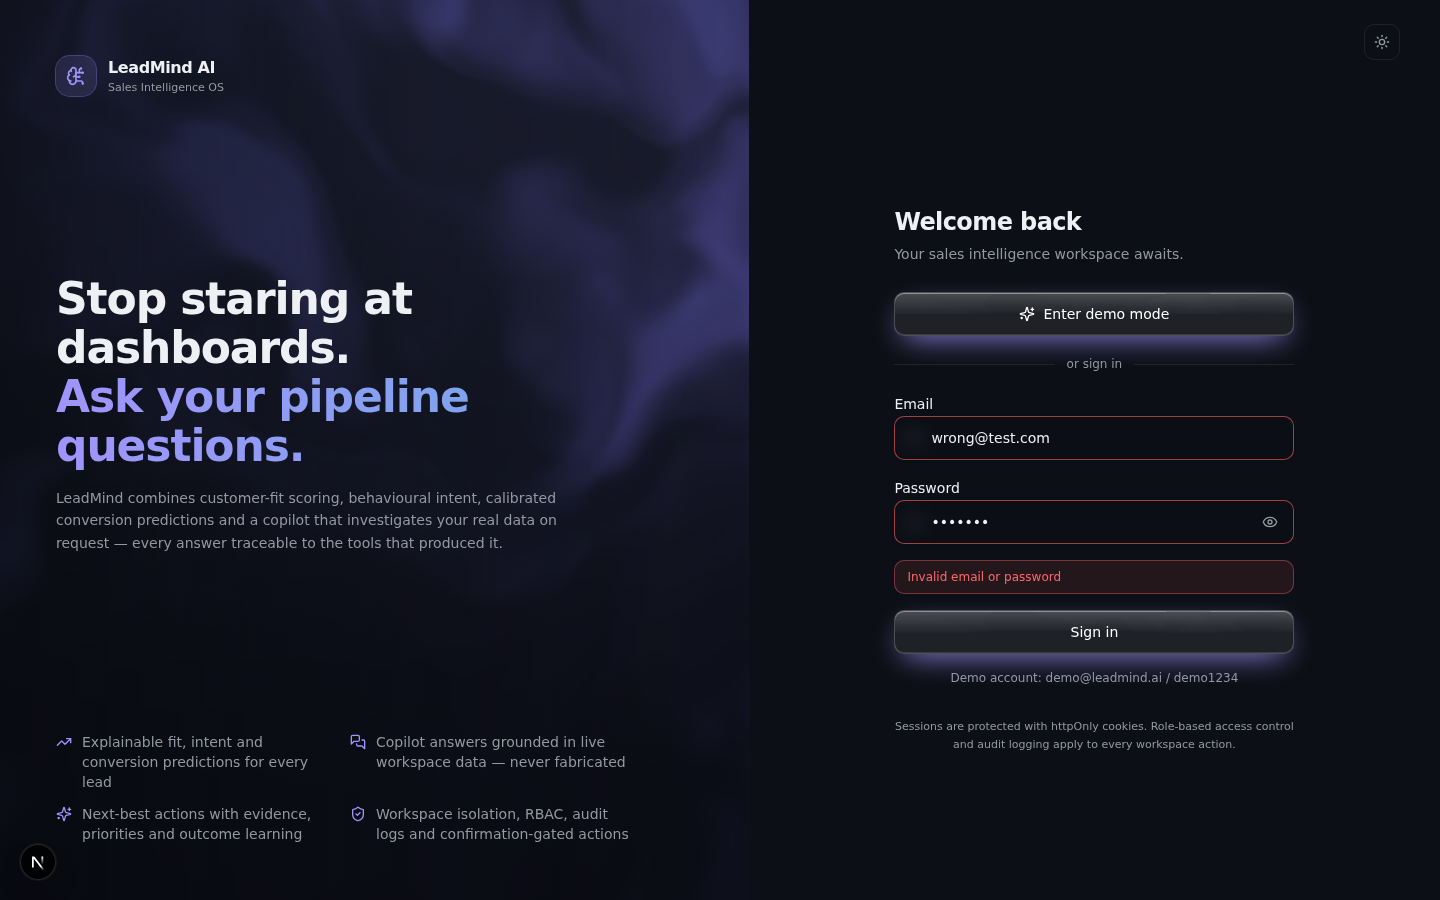 LeadMind AI
Sales Intelligence OS
Stop staring at
dashboards.
Ask your pipeline
questions.
LeadMind combines customer-fit scoring, behavioural intent, calibrated
conversion predictions and a copilot that investigates your real data on
request — every answer traceable to the tools that produced it.
Explainable fit, intent and
conversion predictions for every
lead
Copilot answers grounded in live
workspace data — never fabricated
Next-best actions with evidence,
priorities and outcome learning
Workspace isolation, RBAC, audit
logs and confirmation-gated actions
N
Welcome back
Your sales intelligence workspace awaits.
Enter demo mode
or sign in
Email
wrong@test.com
Password
•••••••
Invalid email or password
Sign in
Demo account: demo@leadmind.ai / demo1234
Sessions are protected with httpOnly cookies. Role-based access control
and audit logging apply to every workspace action.